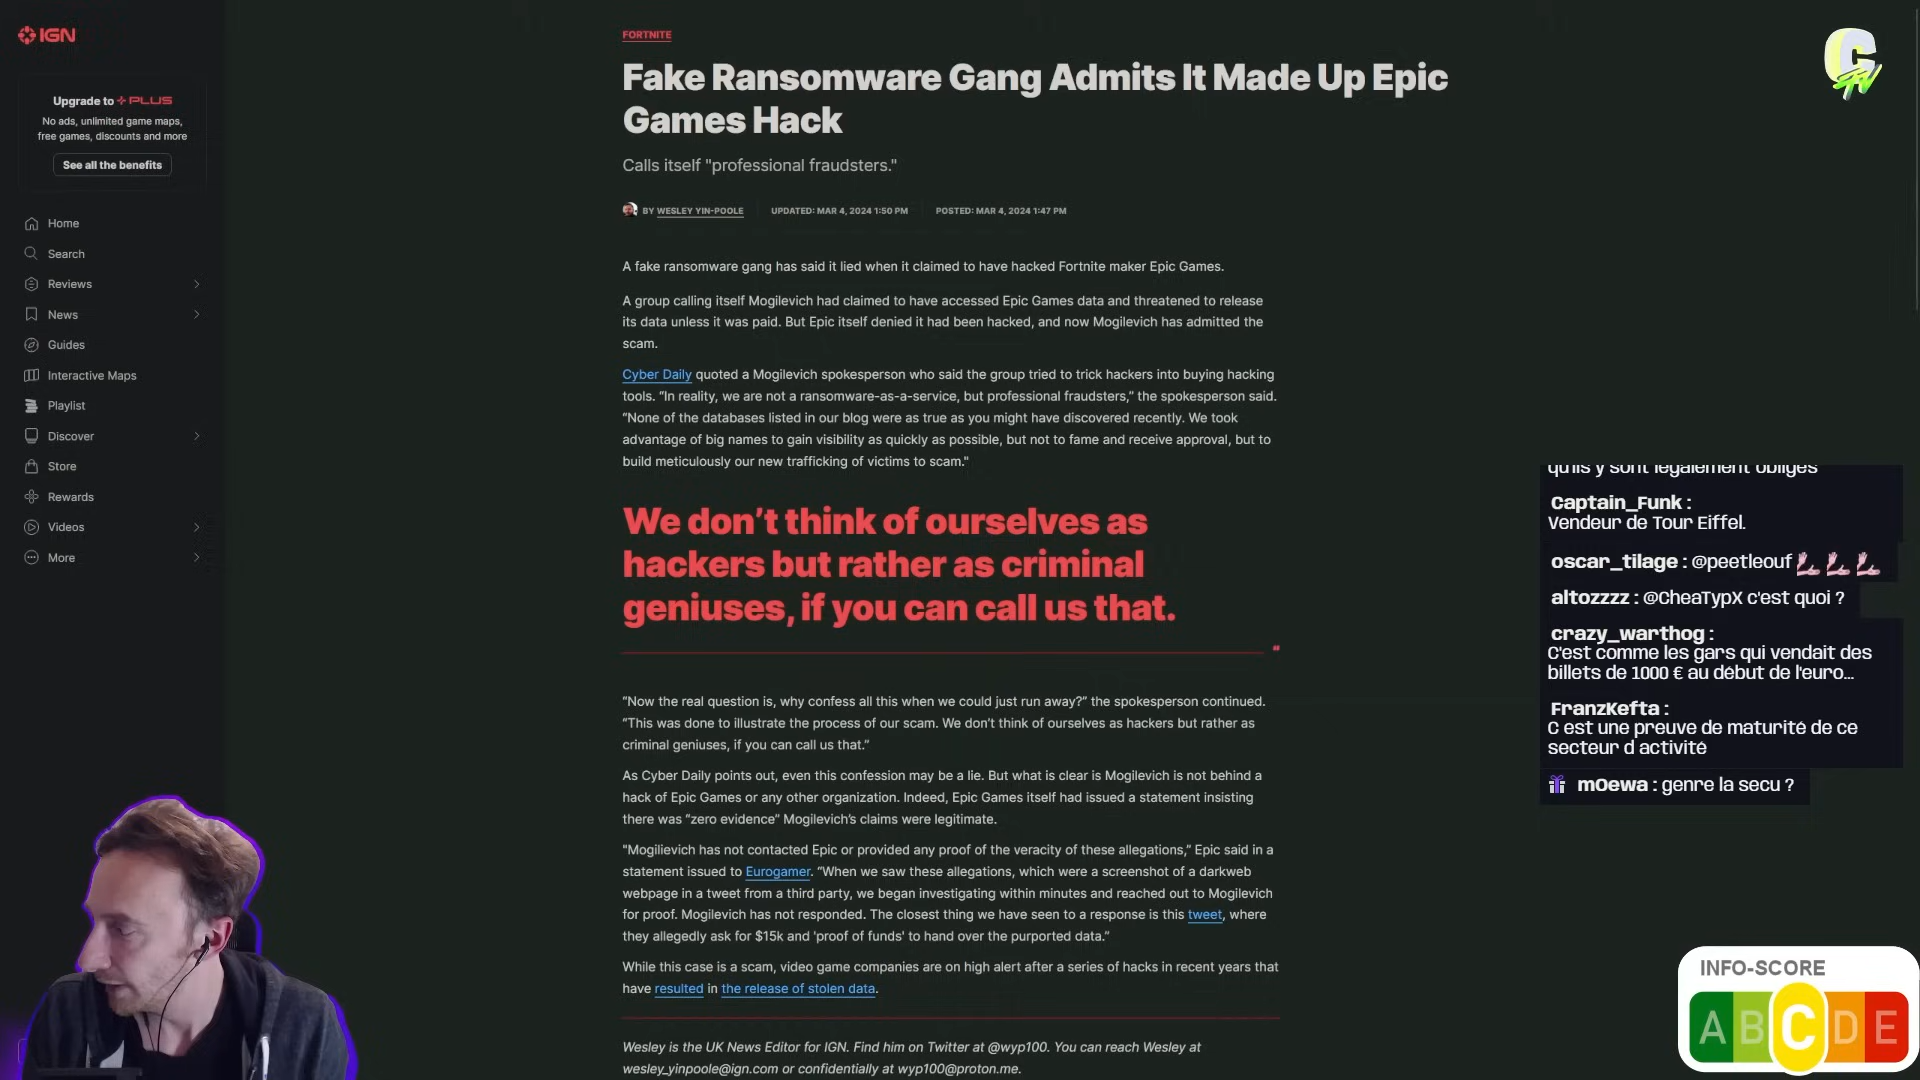 IGN
Upgrade to PLUS
No ads, unlimited game maps,
free games, discounts and more
See all the benefits
Home
Search
Reviews
News
Guides
Interactive Maps
Playlist
Discover
Store
Rewards
Videos
More
FORTNITE
Fake Ransomware Gang Admits It Made Up Epic
Games Hack
Calls itself "professional fraudsters."
BY WESLEY YIN-POOLE
UPDATED: MAR 4, 2024 1:50 PM
POSTED: MAR 4, 2024 1:47 PM
A fake ransomware gang has said it lied when it claimed to have hacked Fortnite maker Epic Games.
A group calling itself Mogilevich had claimed to have accessed Epic Games data and threatened to release
its data unless it was paid. But Epic itself denied it had been hacked, and now Mogilevich has admitted the
scam.
Cyber Daily quoted a Mogilevich spokesperson who said the group tried to trick hackers into buying hacking
tools. “In reality, we are not a ransomware-as-a-service, but professional fraudsters,” the spokesperson said.
“None of the databases listed in our blog were as true as you might have discovered recently. We took
advantage of big names to gain visibility as quickly as possible, but not to fame and receive approval, but to
build meticulously our new trafficking of victims to scam."
We don’t think of ourselves as
hackers but rather as criminal
geniuses, if you can call us that.
“Now the real question is, why confess all this when we could just run away?” the spokesperson continued.
“This was done to illustrate the process of our scam. We don’t think of ourselves as hackers but rather as
criminal geniuses, if you can call us that.”
As Cyber Daily points out, even this confession may be a lie. But what is clear is Mogilevich is not behind a
hack of Epic Games or any other organization. Indeed, Epic Games itself had issued a statement insisting
there was “zero evidence” Mogilevich’s claims were legitimate.
"Mogilievich has not contacted Epic or provided any proof of the veracity of these allegations,” Epic said in a
statement issued to Eurogamer. “When we saw these allegations, which were a screenshot of a darkweb
webpage in a tweet from a third party, we began investigating within minutes and reached out to Mogilevich
for proof. Mogilevich has not responded. The closest thing we have seen to a response is this tweet, where
they allegedly ask for $15k and 'proof of funds' to hand over the purported data.”
While this case is a scam, video game companies are on high alert after a series of hacks in recent years that
have resulted in the release of stolen data.
Wesley is the UK News Editor for IGN. Find him on Twitter at @wyp100. You can reach Wesley at
wesley_yinpoole@ign.com or confidentially at wyp100@proton.me.
qu'ils y sont légalement obligés
Captain_Funk :
Vendeur de Tour Eiffel.
oscar_tilage : @peetleouf
altozzzz : @CheaTypX c'est quoi ?
crazy_warthog :
C'est comme les gars qui vendait des
billets de 1000 € au début de l'euro...
FranzKefta :
C est une preuve de maturité de ce
secteur d activité
m0ewa : genre la secu ?
INFO-SCORE
A B C D E